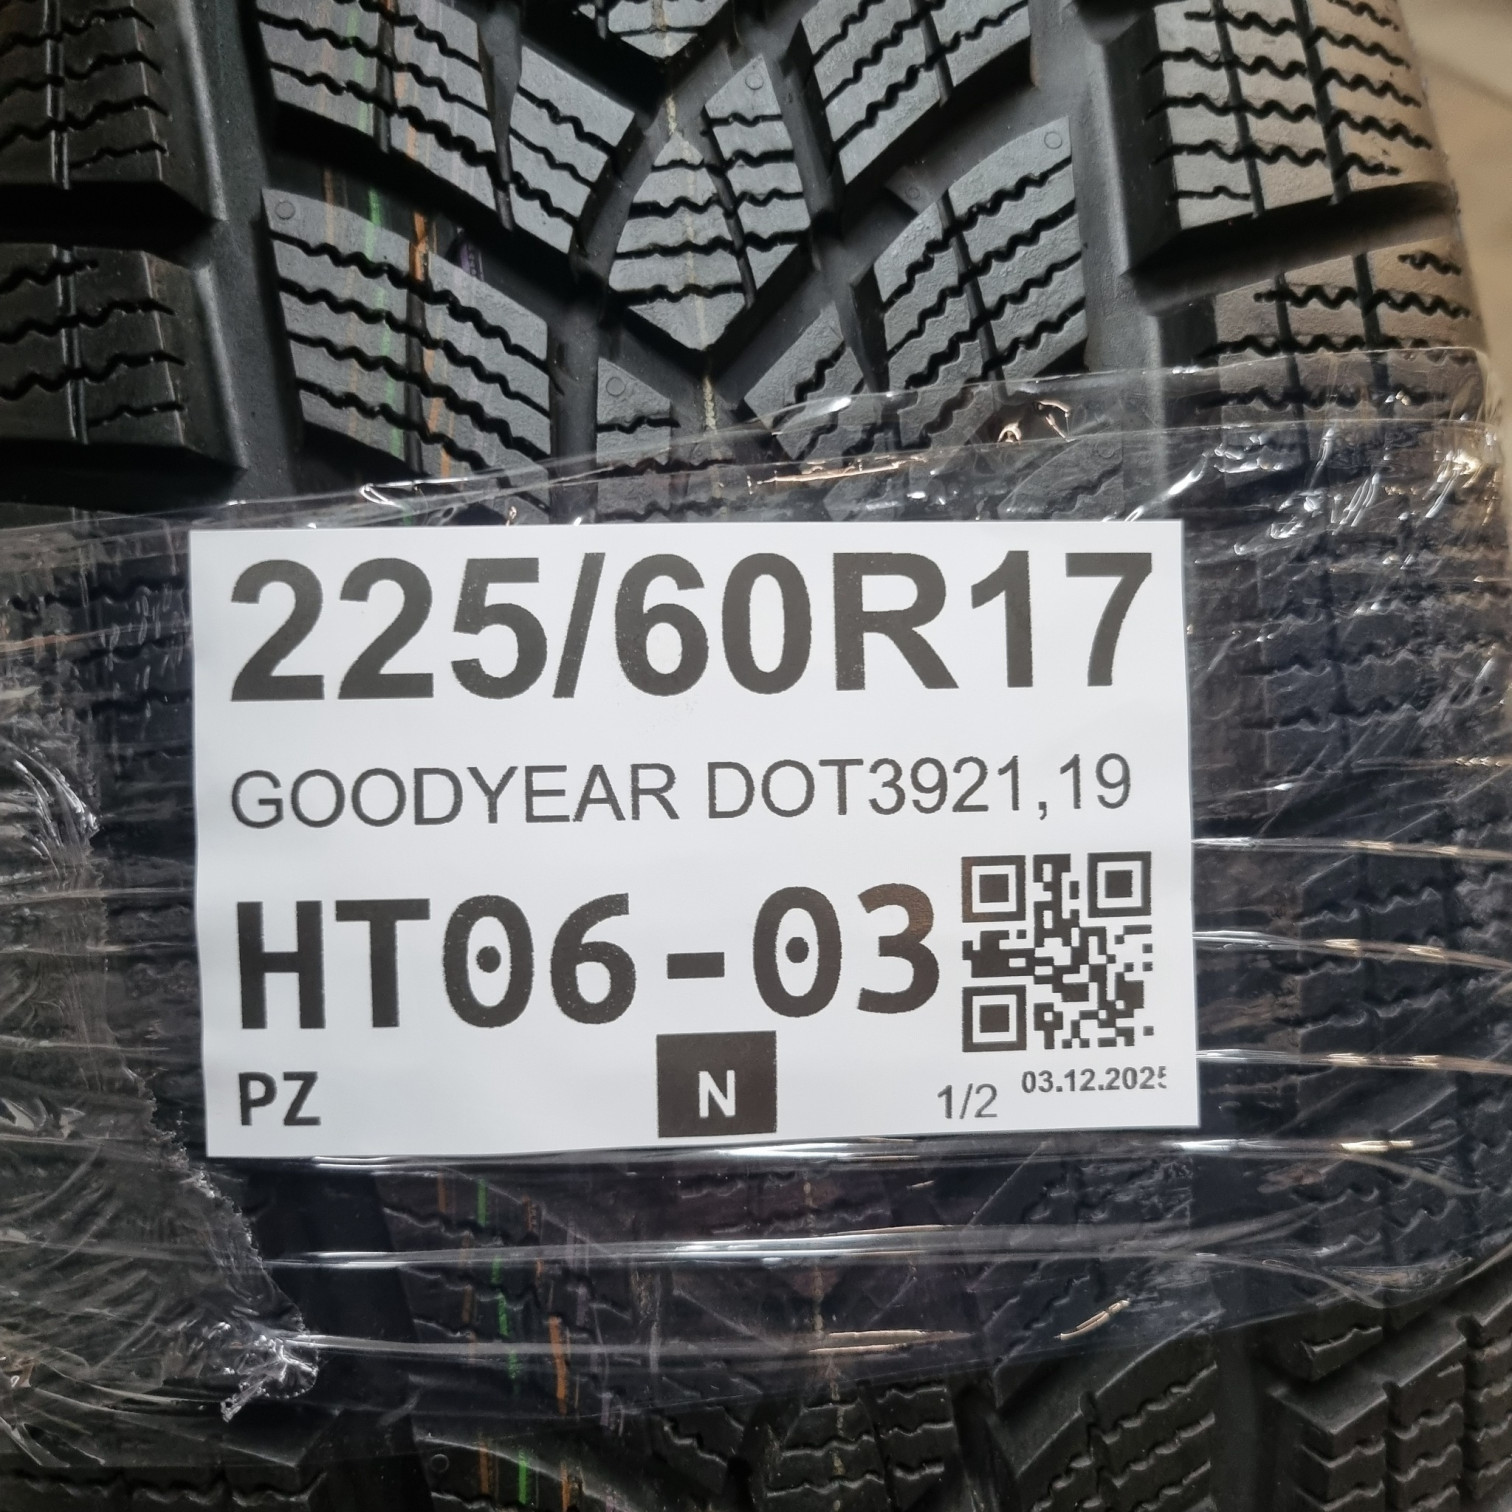 225/60R17
GOODYEAR DOT3921,19
HT06-03
PZ
N
1/2 03.12.2025